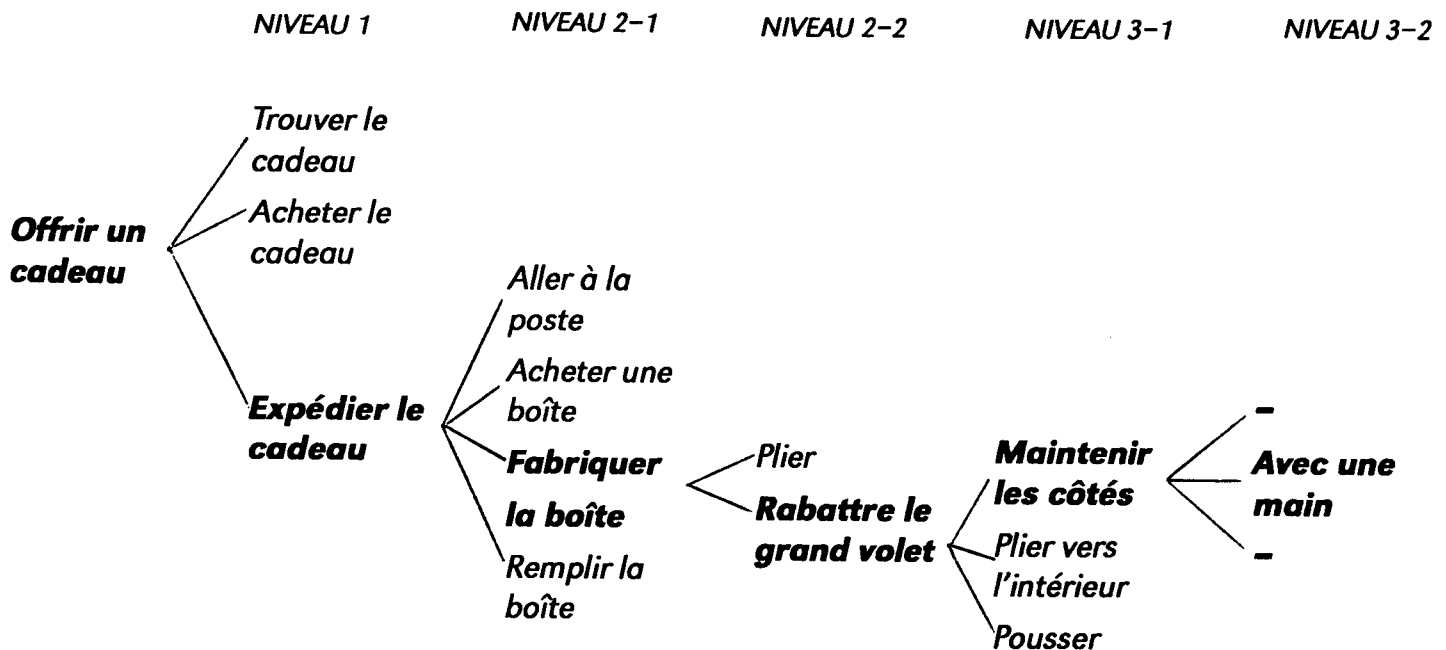 NIVEAU 1
NIVEAU 2-1
NIVEAU 2-2
NIVEAU 3-1
NIVEAU 3-2
Offrir un
cadeau
Trouver le
cadeau
Acheter le
cadeau
Expédier le
cadeau
Aller à la
poste
Acheter une
boîte
Fabriquer
la boîte
Remplir la
boîte
Plier
Rabattre le
grand volet
Maintenir
les côtés
Plier vers
l'intérieur
Pousser
–
Avec une
main
–